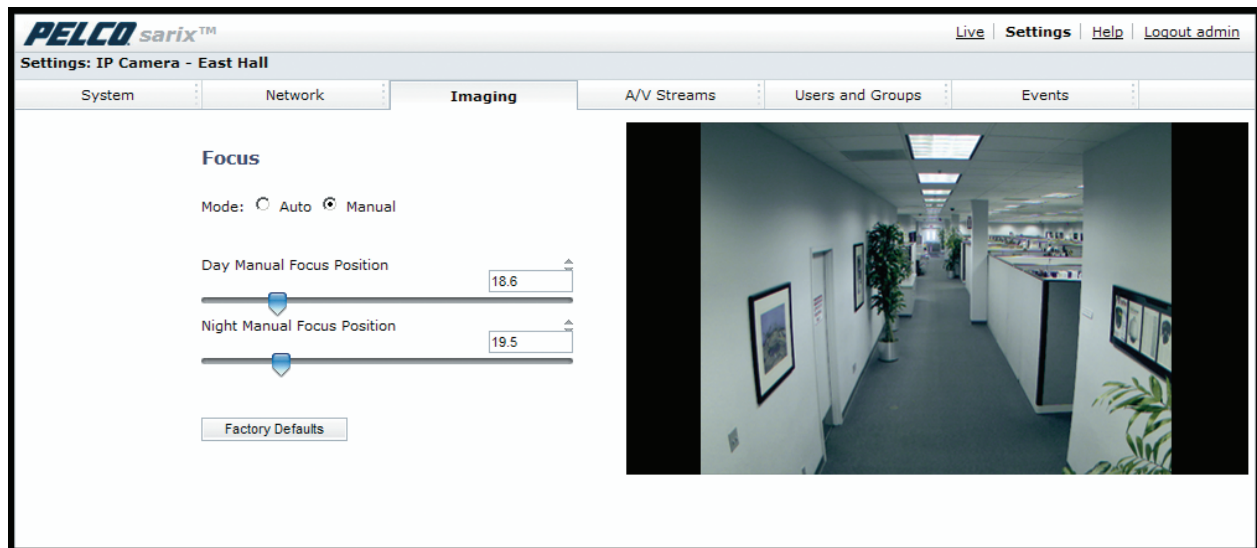 PELCO sarix™
Live | Settings | Help | Logout admin
Settings: IP Camera - East Hall
System Network Imaging A/V Streams Users and Groups Events
Focus
Mode: Auto Manual
Day Manual Focus Position
18.6
Night Manual Focus Position
19.5
Factory Defaults